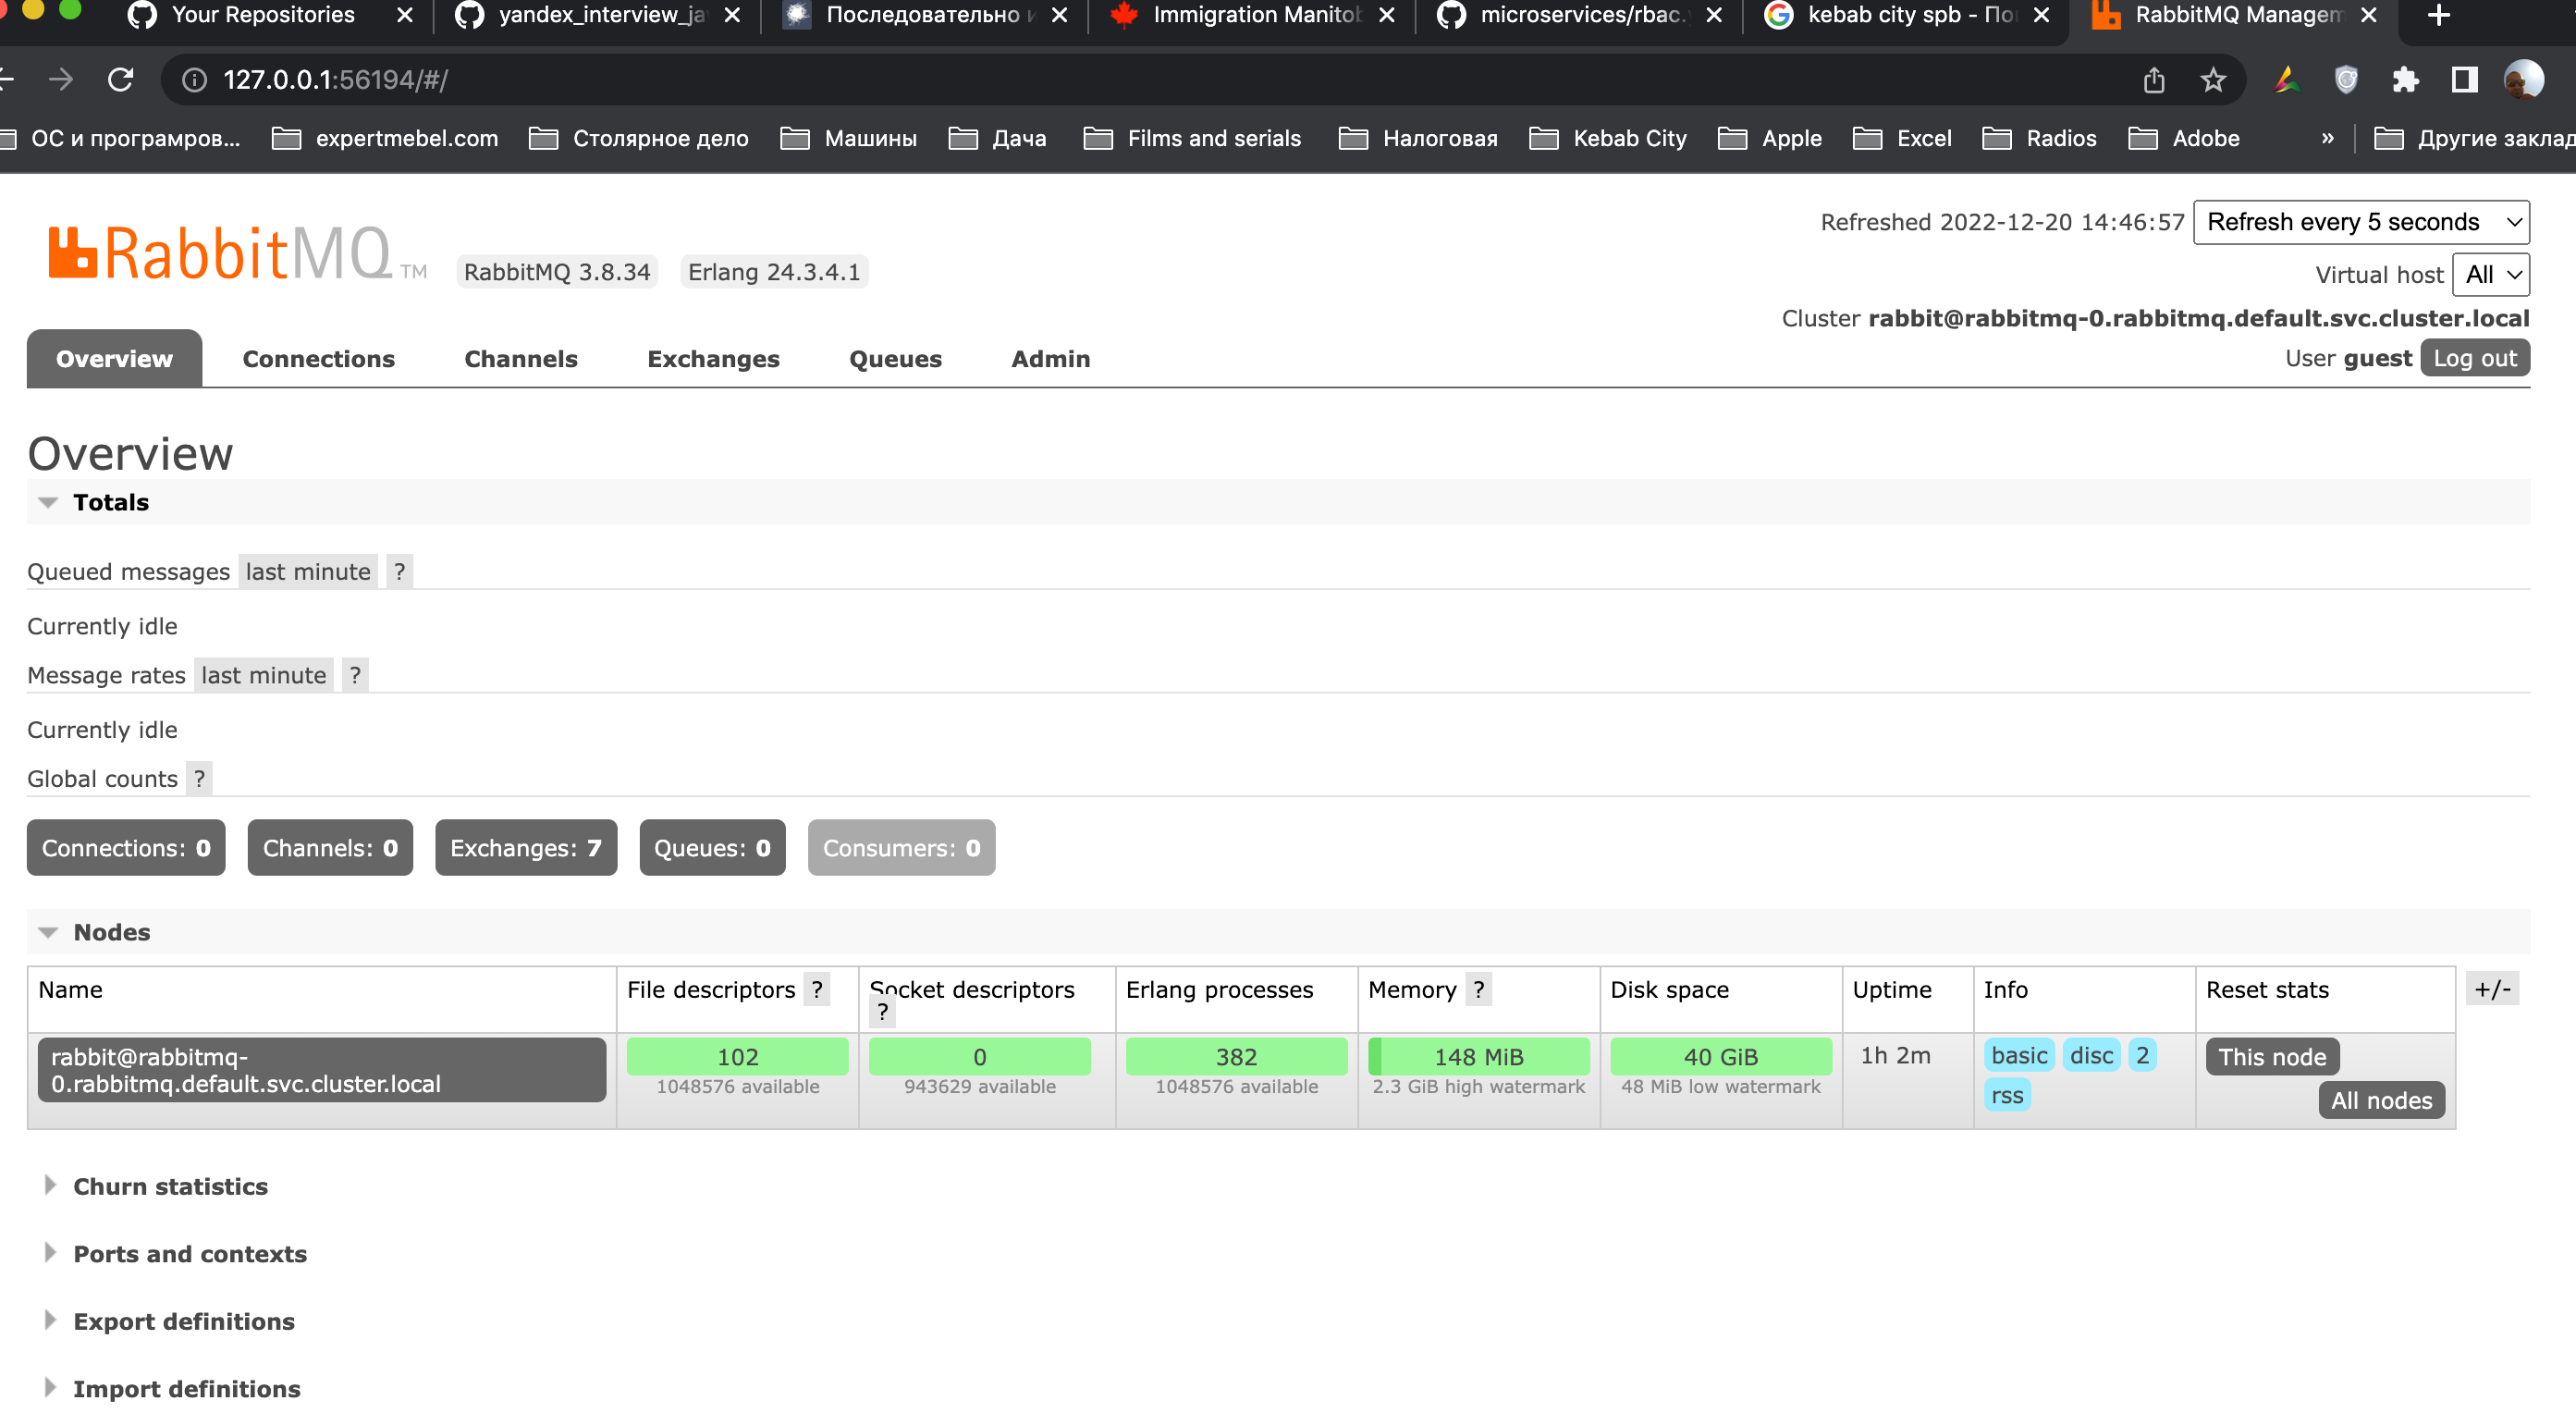 Your Repositories
yandex_interview_ja
Последовательно и
Immigration Manitob
microservices/rbac.y
kebab city spb - По
RabbitMQ Managem
127.0.0.1:56194/#/
ОС и програмров...
expertmebel.com
Столярное дело
Машины
Дача
Films and serials
Налоговая
Kebab City
Apple
Excel
Radios
Adobe
»
Другие заклад
RabbitMQ™
RabbitMQ 3.8.34
Erlang 24.3.4.1
Refreshed 2022-12-20 14:46:57 Refresh every 5 seconds
Virtual host All
Cluster rabbit@rabbitmq-0.rabbitmq.default.svc.cluster.local
User guest Log out
Overview Connections Channels Exchanges Queues Admin
Overview
Totals
Queued messages last minute ?
Currently idle
Message rates last minute ?
Currently idle
Global counts ?
Connections: 0 Channels: 0 Exchanges: 7 Queues: 0 Consumers: 0
Nodes
Name File descriptors ? Socket descriptors ? Erlang processes Memory ? Disk space Uptime Info Reset stats +/-
rabbit@rabbitmq-
0.rabbitmq.default.svc.cluster.local
102
1048576 available
0
943629 available
382
1048576 available
148 MiB
2.3 GiB high watermark
40 GiB
48 MiB low watermark
1h 2m
basic disc 2
rss
This node
All nodes
Churn statistics
Ports and contexts
Export definitions
Import definitions